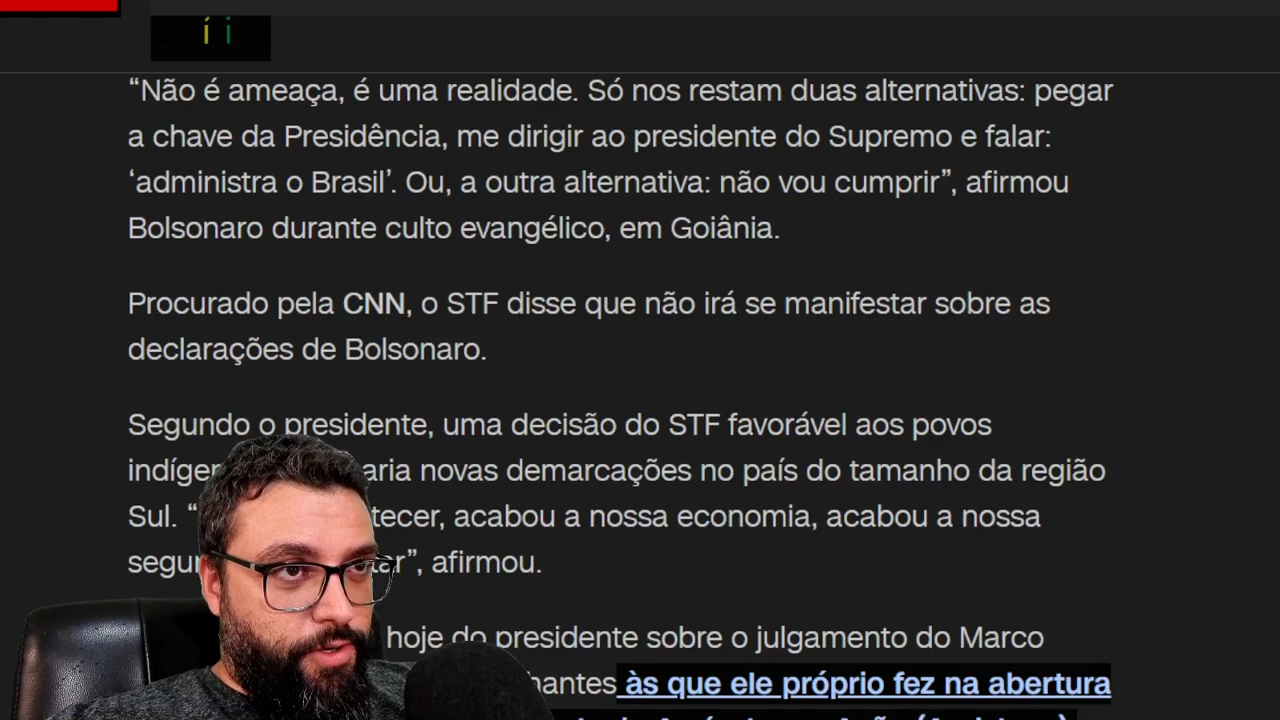 í i
“Não é ameaça, é uma realidade. Só nos restam duas alternativas: pegar
a chave da Presidência, me dirigir ao presidente do Supremo e falar:
‘administra o Brasil’. Ou, a outra alternativa: não vou cumprir”, afirmou
Bolsonaro durante culto evangélico, em Goiânia.
Procurado pela CNN, o STF disse que não irá se manifestar sobre as
declarações de Bolsonaro.
Segundo o presidente, uma decisão do STF favorável aos povos
novas demarcações no país do tamanho da região
Sul. “ acabou a nossa economia, acabou a nossa
afirmou.
hoje do presidente sobre o julgamento do Marco
às que ele próprio fez na abertura